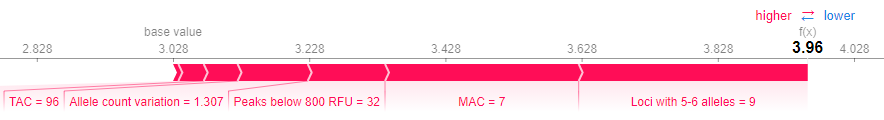 higher ⇄ lower
base value f(x)
2.828 3.028 3.228 3.428 3.628 3.828 3.96 4.028
TAC = 96 Allele count variation = 1.307 Peaks below 800 RFU = 32 MAC = 7 Loci with 5-6 alleles = 9